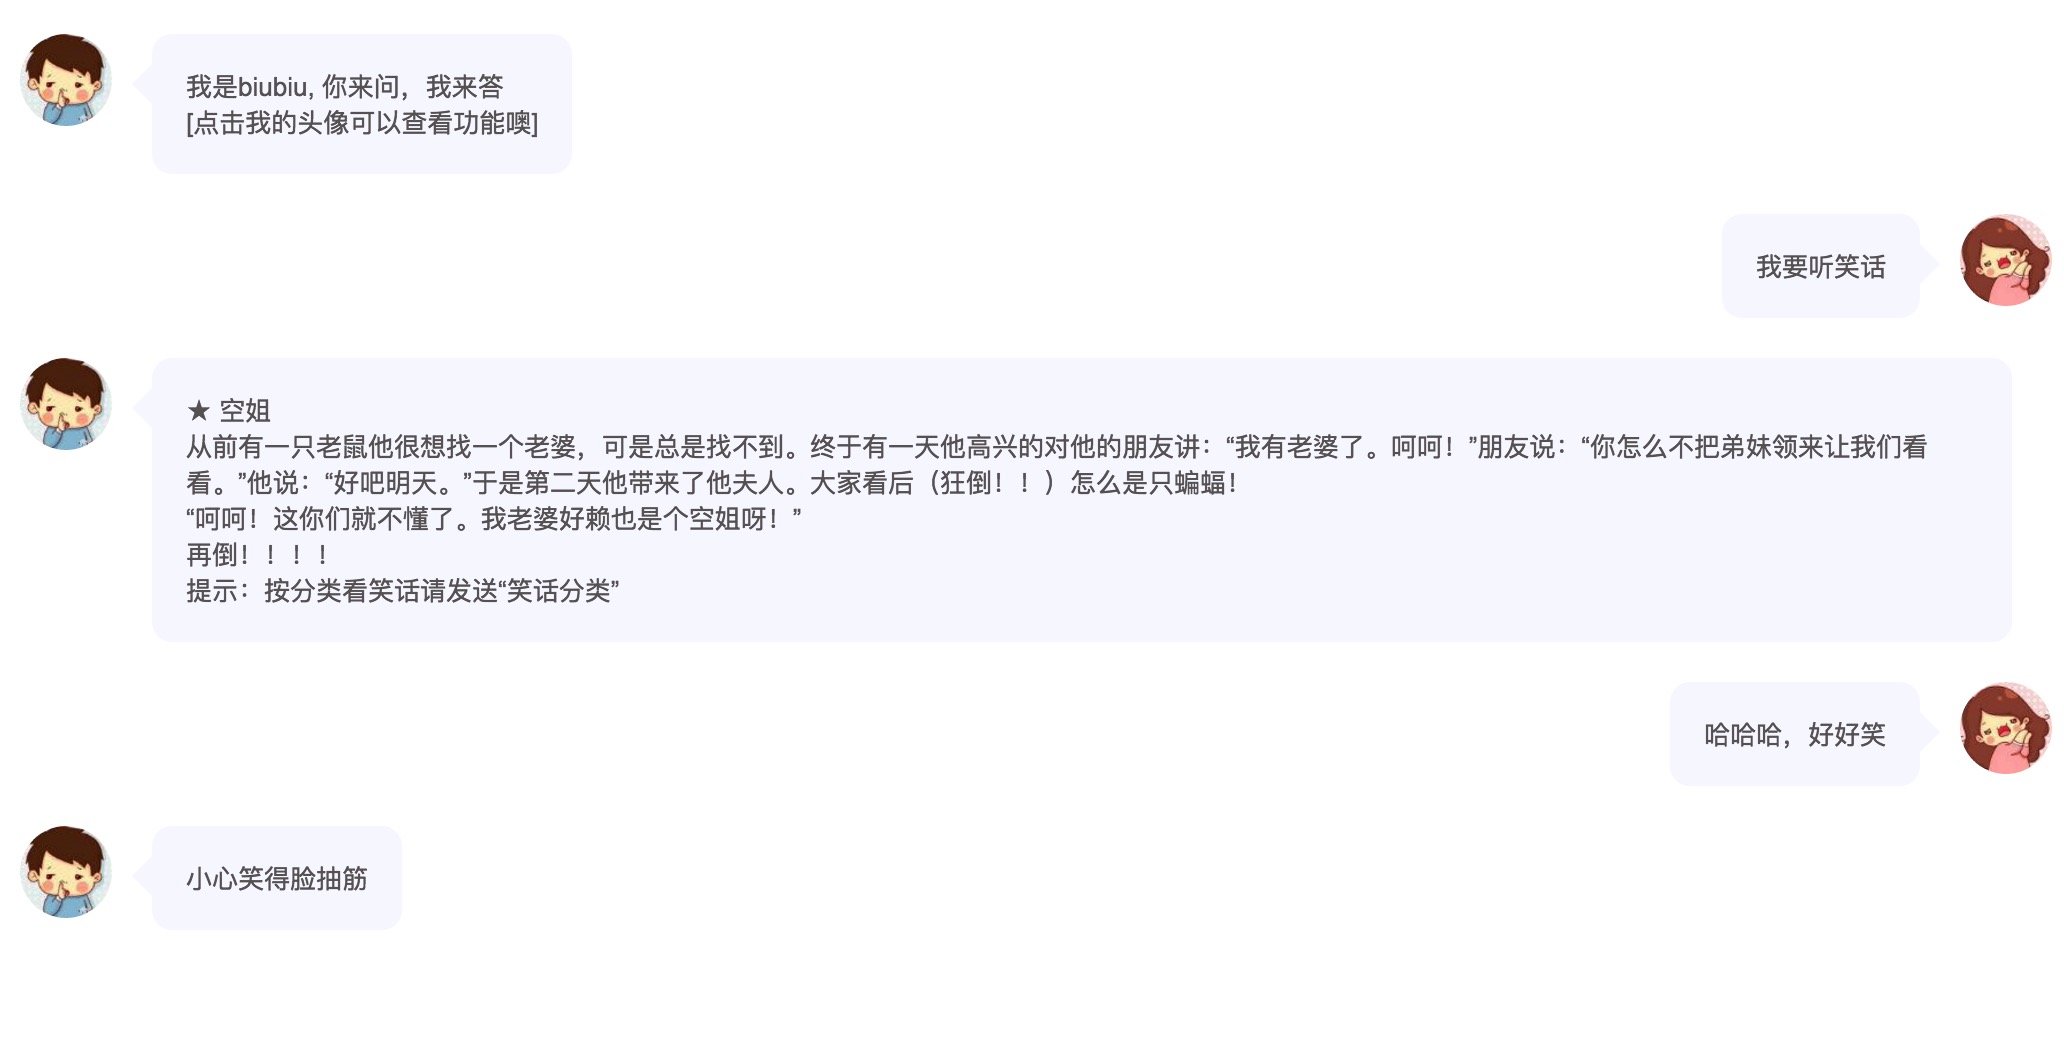 我是biubiu, 你来问，我来答
[点击我的头像可以查看功能噢]
我要听笑话
★ 空姐
从前有一只老鼠他很想找一个老婆，可是总是找不到。终于有一天他高兴的对他的朋友讲：“我有老婆了。呵呵！”朋友说：“你怎么不把弟妹领来让我们看
看。”他说：“好吧明天。”于是第二天他带来了他夫人。大家看后（狂倒！！）怎么是只蝙蝠！
“呵呵！这你们就不懂了。我老婆好赖也是个空姐呀！”
再倒！！！！
提示：按分类看笑话请发送“笑话分类”
哈哈哈，好好笑
小心笑得脸抽筋